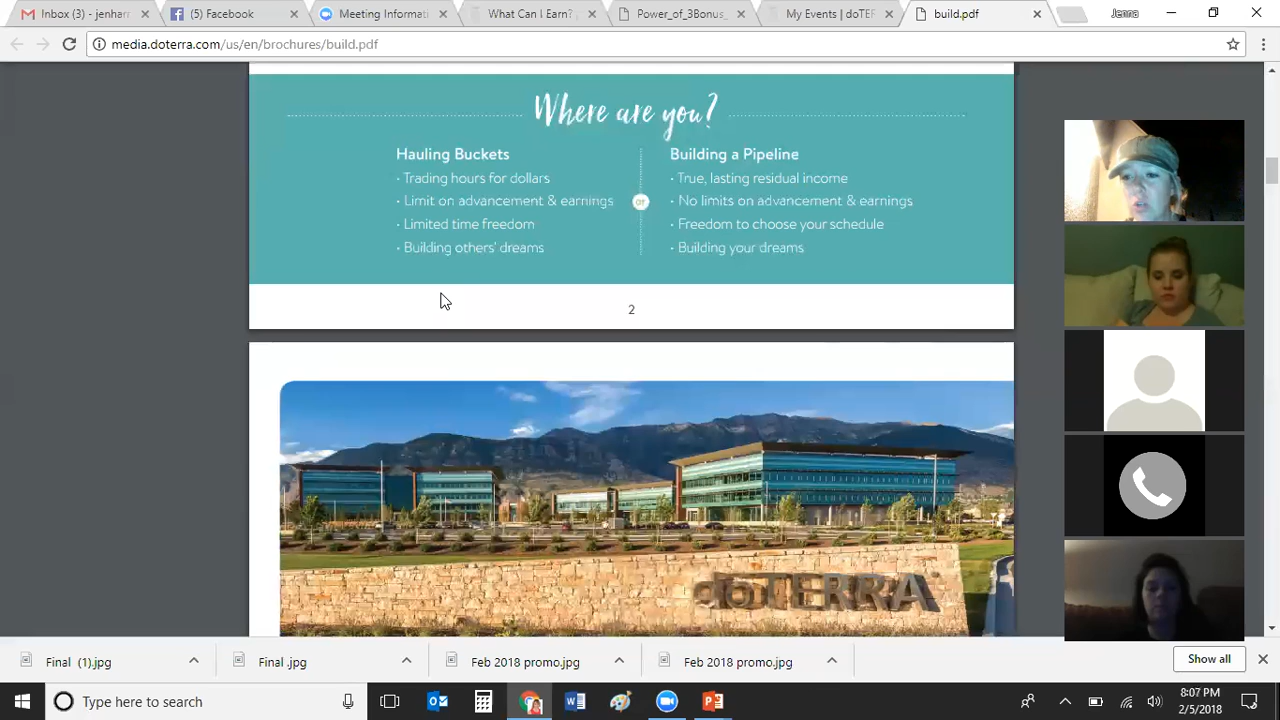 Inbox (3) - jenhar
(5) Facebook
Meeting Informati
What Can I Earn?
Power_of_3Bonus_
My Events | doTEF
build.pdf
Jenna
media.doterra.com/us/en/brochures/build.pdf
Where are you?
Hauling Buckets
· Trading hours for dollars
· Limit on advancement & earnings
· Limited time freedom
· Building others' dreams
or
Building a Pipeline
· True, lasting residual income
· No limits on advancement & earnings
· Freedom to choose your schedule
· Building your dreams
2
doTERRA
Final (1).jpg
Final .jpg
Feb 2018 promo.jpg
Feb 2018 promo.jpg
Show all
Type here to search
8:07 PM
2/5/2018